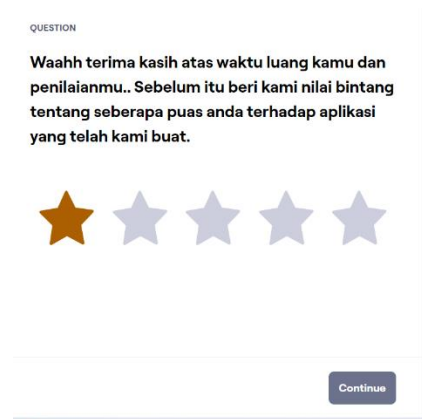 QUESTION
Waahh terima kasih atas waktu luang kamu dan
penilaianmu.. Sebelum itu beri kami nilai bintang
tentang seberapa puas anda terhadap aplikasi
yang telah kami buat.
Continue